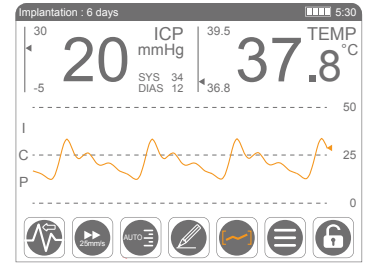 Implantation : 6 days 5:30
30 ICP 39.5 TEMP
20 mmHg 37.8 °C
SYS 34
-5 DIAS 12 36.8
50
I
C 25
P
0
25mm/s AUTO